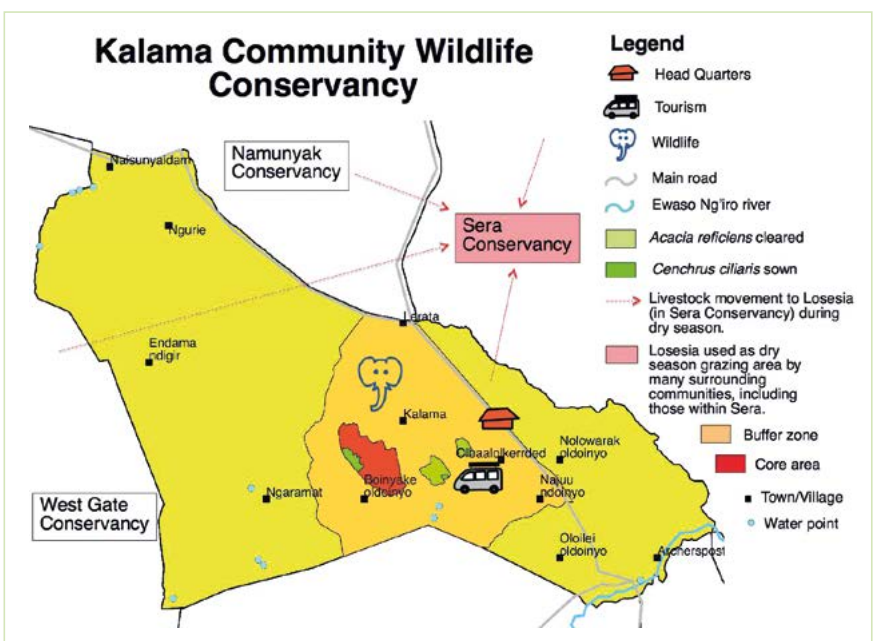 Kalama Community Wildlife
Conservancy
Legend
Head Quarters
Tourism
Wildlife
Main road
Ewaso Ng'iro river
Acacia reficiens cleared
Cenchrus ciliaris sown
Livestock movement to Losesia
(in Sera Conservancy) during
dry season.
Losesia used as dry
season grazing area by
many surrounding
communities, including
those within Sera.
Buffer zone
Core area
Town/Village
Water point
Naisunyaldam
Namunyak
Conservancy
Ngurie
Sera
Conservancy
Lerata
Endama
ndigir
Kalama
Nolowarak
oldoinyo
Boinyake
oldoinyo
Najuu
ndoinyo
Ngaramat
West Gate
Conservancy
Oloilei
oldoinyo
Archerspost